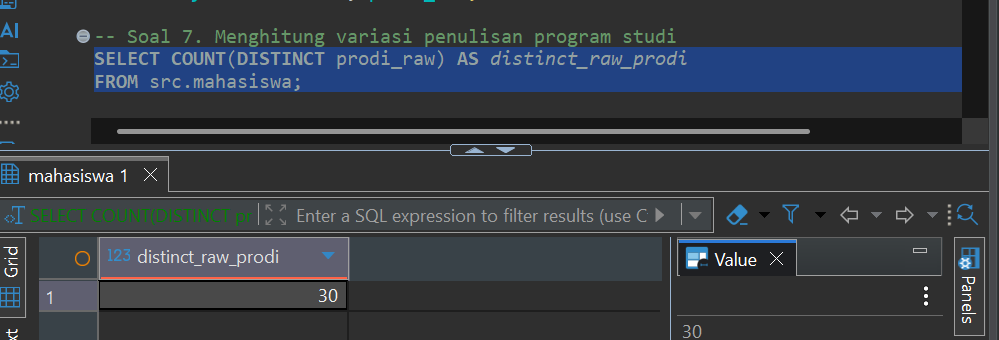 AI
-- Soal 7. Menghitung variasi penulisan program studi
SELECT COUNT(DISTINCT prodi_raw) AS distinct_raw_prodi
FROM src.mahasiswa;
mahasiswa 1
SELECT COUNT(DISTINCT pr
Enter a SQL expression to filter results (use C
Grid
123 distinct_raw_prodi
Value
1
30
Panels
30